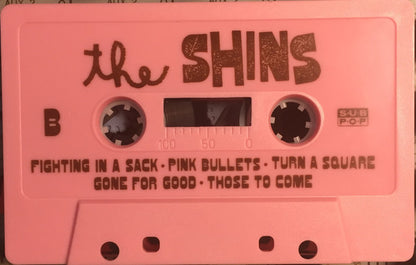 the SHINS
B
SUB
POP
100 50 0
FIGHTING IN A SACK · PINK BULLETS · TURN A SQUARE
GONE FOR GOOD · THOSE TO COME